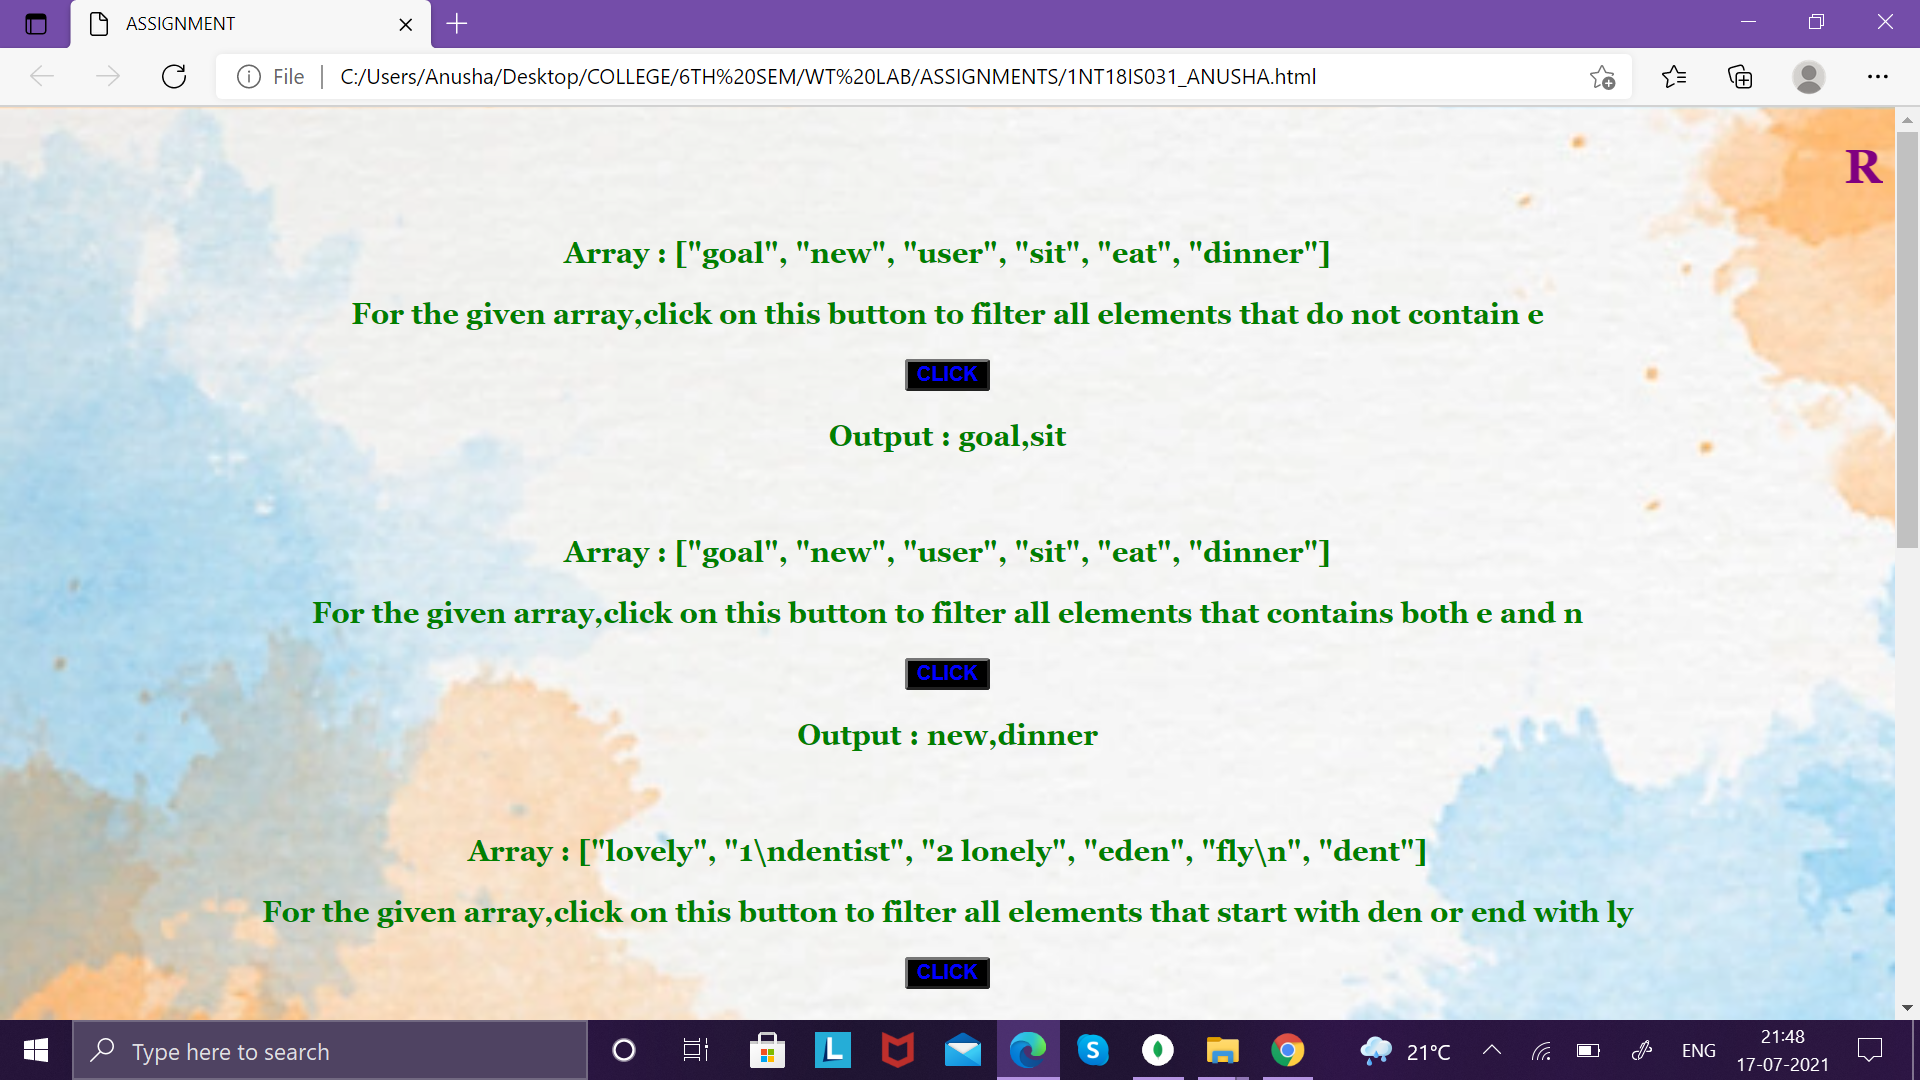 ASSIGNMENT
File
C:/Users/Anusha/Desktop/COLLEGE/6TH%20SEM/WT%20LAB/ASSIGNMENTS/1NT18IS031_ANUSHA.html
R
Array : ["goal", "new", "user", "sit", "eat", "dinner"]
For the given array,click on this button to filter all elements that do not contain e
CLICK
Output : goal,sit
Array : ["goal", "new", "user", "sit", "eat", "dinner"]
For the given array,click on this button to filter all elements that contains both e and n
CLICK
Output : new,dinner
Array : ["lovely", "1\ndentist", "2 lonely", "eden", "fly\n", "dent"]
For the given array,click on this button to filter all elements that start with den or end with ly
CLICK
Type here to search
L
S
21°C
ENG
21:48
17-07-2021